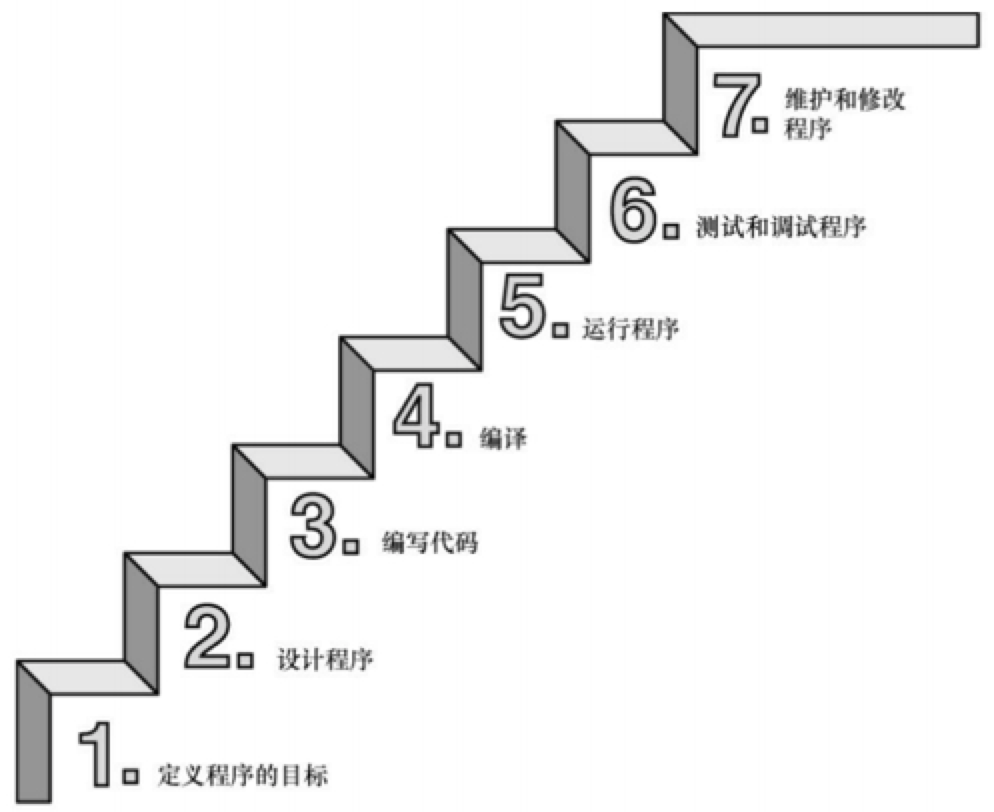 7. 维护和修改
程序
6. 测试和调试程序
5. 运行程序
4. 编译
3. 编写代码
2. 设计程序
1. 定义程序的目标